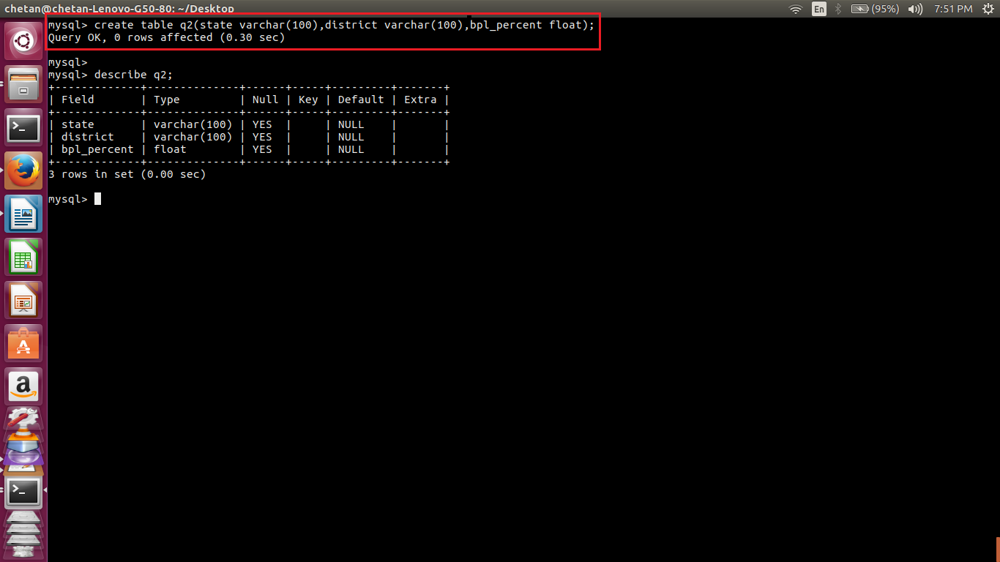 chetan@chetan-Lenovo-G50-80: ~/Desktop En (95%) 7:51 PM
mysql> create table q2(state varchar(100),district varchar(100),bpl_percent float);
Query OK, 0 rows affected (0.30 sec)
mysql>
mysql> describe q2;
+-------------+--------------+------+-----+---------+-------+
| Field       | Type         | Null | Key | Default | Extra |
+-------------+--------------+------+-----+---------+-------+
| state       | varchar(100) | YES  |     | NULL    |       |
| district    | varchar(100) | YES  |     | NULL    |       |
| bpl_percent | float        | YES  |     | NULL    |       |
+-------------+--------------+------+-----+---------+-------+
3 rows in set (0.00 sec)
mysql>